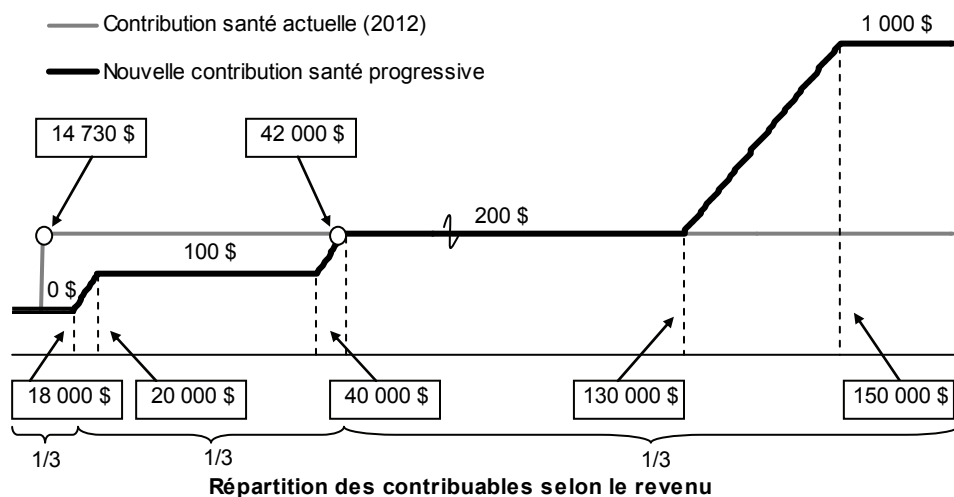 Contribution santé actuelle (2012)
1 000 $
Nouvelle contribution santé progressive
14 730 $
42 000 $
200 $
100 $
0 $
18 000 $
20 000 $
40 000 $
130 000 $
150 000 $
1/3
1/3
1/3
Répartition des contribuables selon le revenu